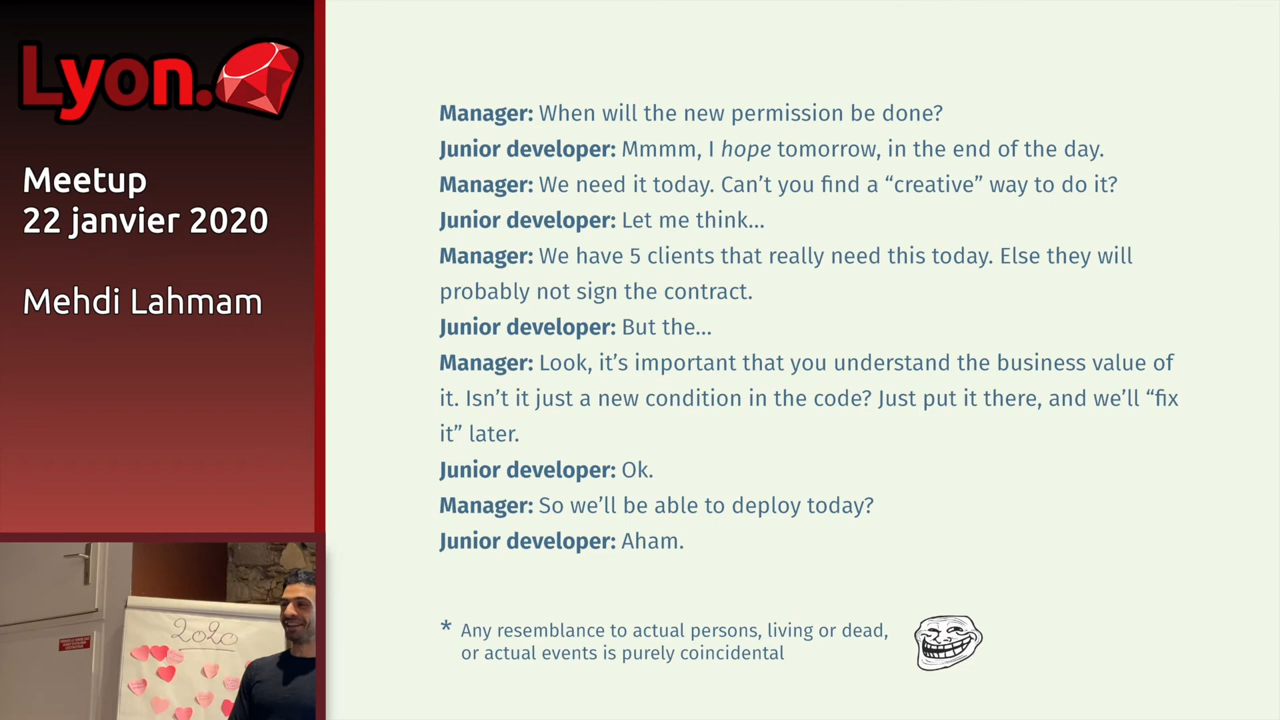 Lyon.
Meetup
22 janvier 2020
Mehdi Lahmam
Manager: When will the new permission be done?
Junior developer: Mmmm, I hope tomorrow, in the end of the day.
Manager: We need it today. Can’t you find a “creative” way to do it?
Junior developer: Let me think...
Manager: We have 5 clients that really need this today. Else they will
probably not sign the contract.
Junior developer: But the...
Manager: Look, it’s important that you understand the business value of
it. Isn’t it just a new condition in the code? Just put it there, and we’ll “fix
it” later.
Junior developer: Ok.
Manager: So we’ll be able to deploy today?
Junior developer: Aham.
* Any resemblance to actual persons, living or dead,
or actual events is purely coincidental
2020